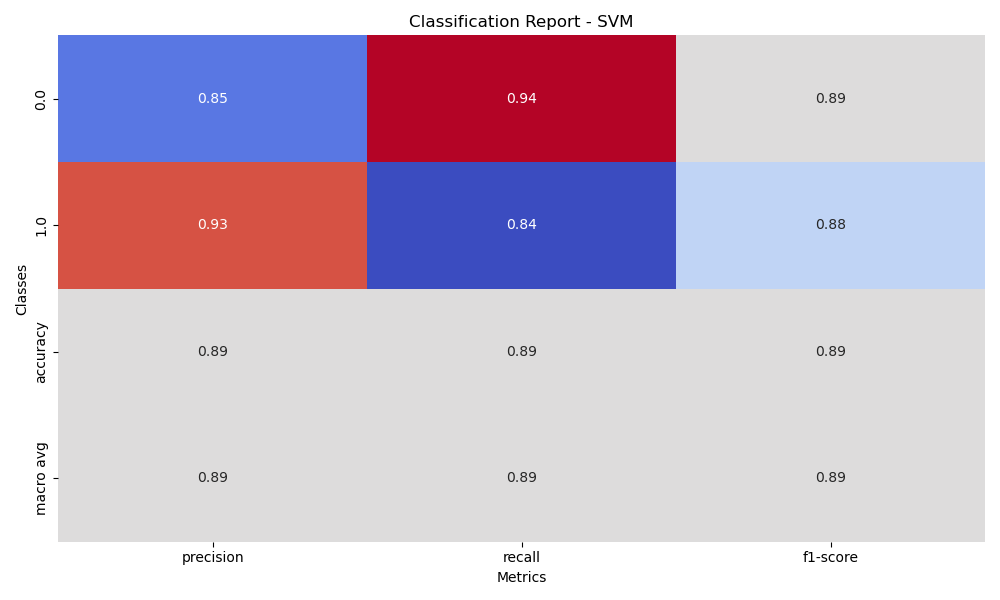 Classification Report - SVM
Classes
0.0
0.85
0.94
0.89
1.0
0.93
0.84
0.88
accuracy
0.89
0.89
0.89
macro avg
0.89
0.89
0.89
precision
recall
f1-score
Metrics